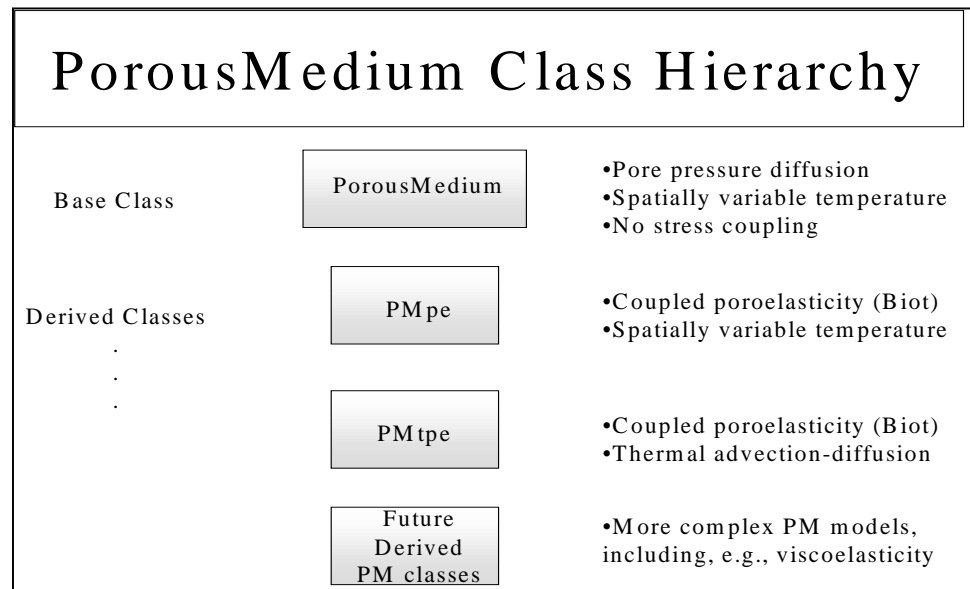 PorousMedium Class Hierarchy
Base Class
PorousMedium
•Pore pressure diffusion
•Spatially variable temperature
•No stress coupling
Derived Classes
.
.
.
PMpe
•Coupled poroelasticity (Biot)
•Spatially variable temperature
PMtpe
•Coupled poroelasticity (Biot)
•Thermal advection-diffusion
Future
Derived
PM classes
•More complex PM models,
including, e.g., viscoelasticity